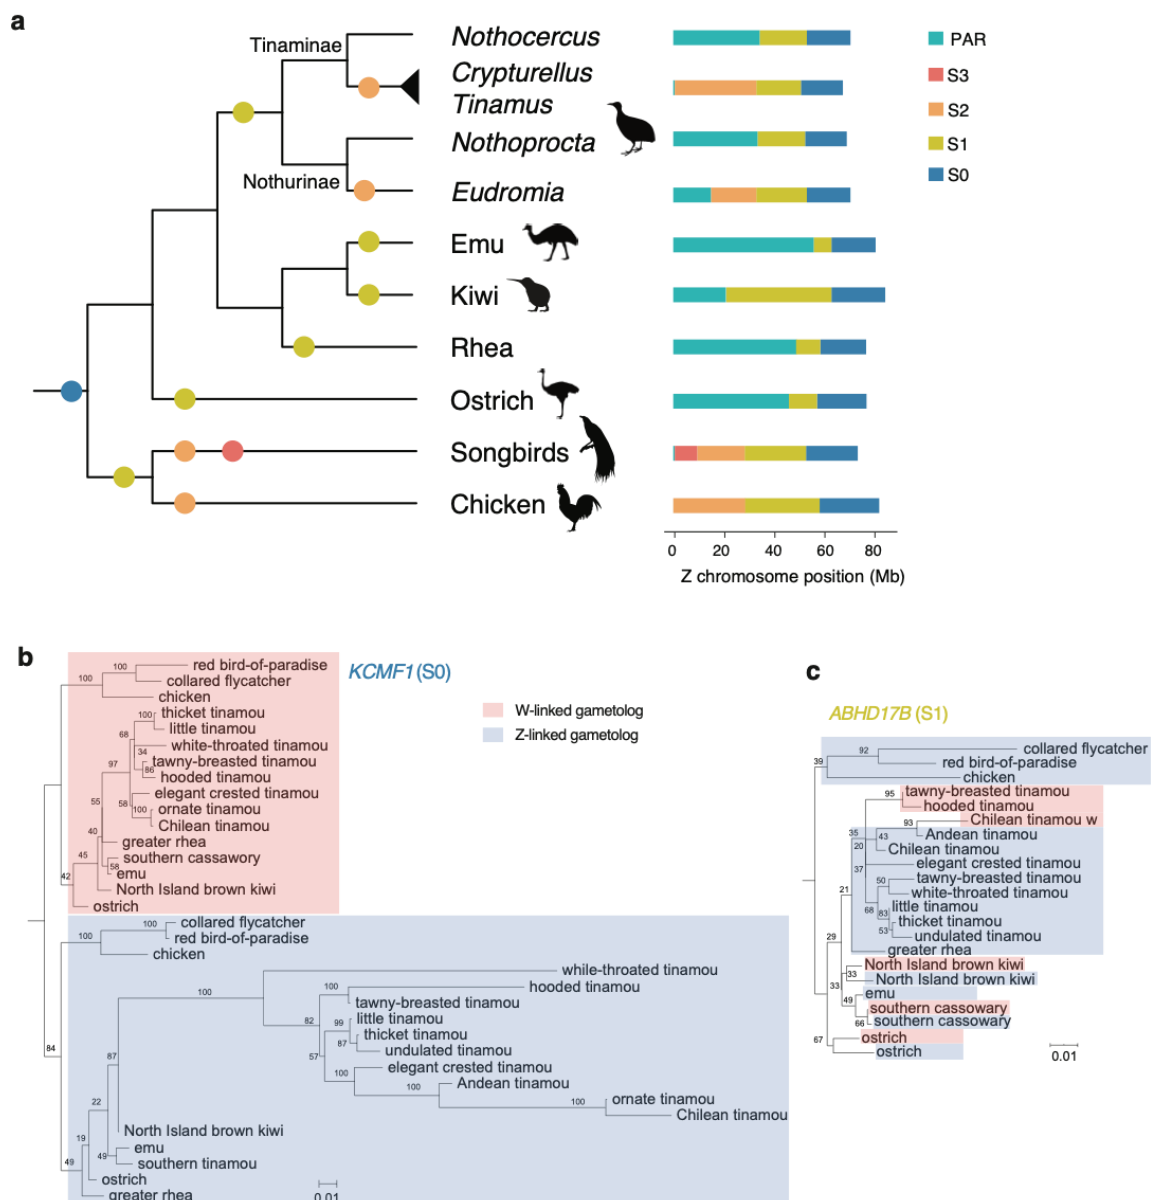 a
Tinaminae
Nothurinae
Nothocercus
Crypturellus
Tinamus
Nothoprocta
Eudromia
Emu
Kiwi
Rhea
Ostrich
Songbirds
Chicken
PAR
S3
S2
S1
S0
0 20 40 60 80
Z chromosome position (Mb)
b
KCMF1 (S0)
W-linked gametolog
Z-linked gametolog
100
100
red bird-of-paradise
collared flycatcher
chicken
100
thicket tinamou
little tinamou
68
white-throated tinamou
34
tawny-breasted tinamou
86
hooded tinamou
97
elegant crested tinamou
58
ornate tinamou
100
Chilean tinamou
55
greater rhea
40
southern cassawory
58
emu
45
North Island brown kiwi
42
ostrich
100
100
collared flycatcher
red bird-of-paradise
chicken
while-throated tinamou
100
100
hooded tinamou
tawny-breasted tinamou
82
99
little tinamou
87
thicket tinamou
undulated tinamou
57
100
elegant crested tinamou
100
Andean tinamou
100
ornate tinamou
Chilean tinamou
84
87
22
North Island brown kiwi
19
49
emu
southern tinamou
49
ostrich
greater rhea
0.01
c
ABHD17B (S1)
39
92
collared flycatcher
red bird-of-paradise
chicken
95
tawny-breasted tinamou
hooded tinamou
93
Chilean tinamou w
35
43
Andean tinamou
20
Chilean tinamou
37
elegant crested tinamou
50
tawny-breasted tinamou
white-throated tinamou
68
83
little tinamou
53
thicket tinamou
undulated tinamou
21
greater rhea
29
North Island brown kiwi
33
North Island brown kiwi
33
49
emu
southern cassowary
66
southern cassowary
67
ostrich
ostrich
0.01